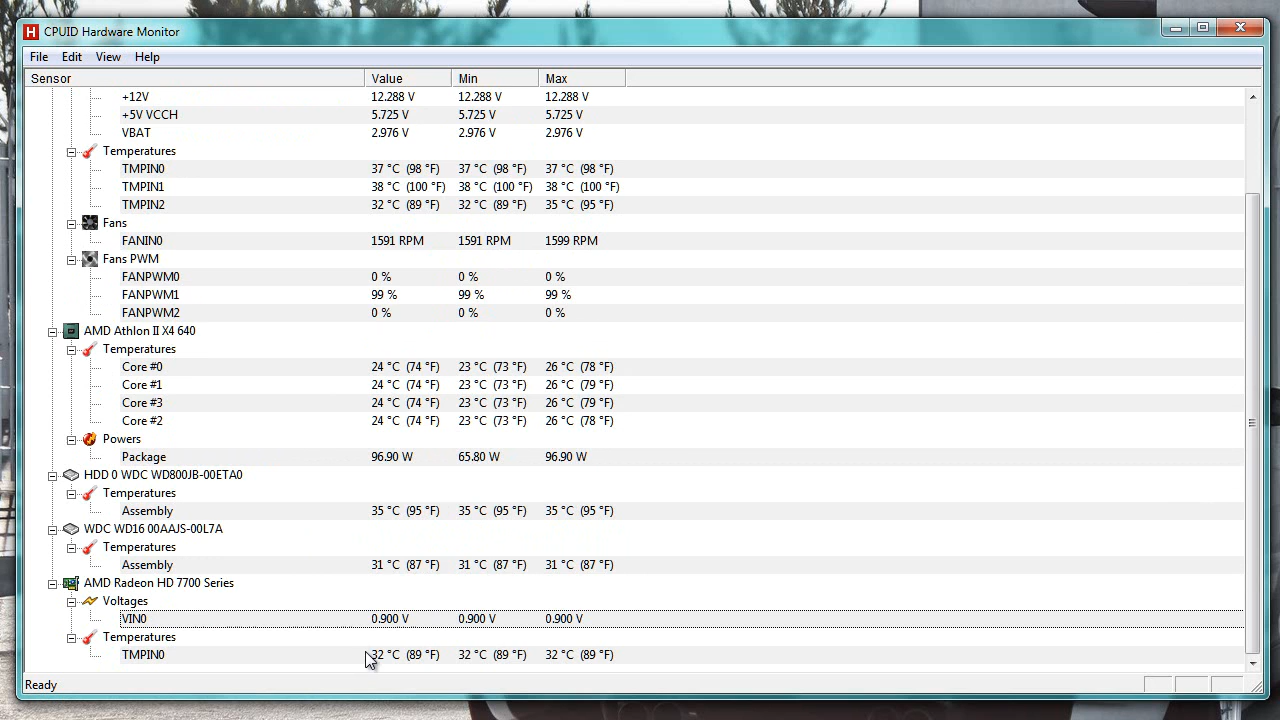 CPUID Hardware Monitor
File Edit View Help
Sensor Value Min Max
+12V 12.288 V 12.288 V 12.288 V
+5V VCCH 5.725 V 5.725 V 5.725 V
VBAT 2.976 V 2.976 V 2.976 V
Temperatures
TMPIN0 37 °C (98 °F) 37 °C (98 °F) 37 °C (98 °F)
TMPIN1 38 °C (100 °F) 38 °C (100 °F) 38 °C (100 °F)
TMPIN2 32 °C (89 °F) 32 °C (89 °F) 35 °C (95 °F)
Fans
FANIN0 1591 RPM 1591 RPM 1599 RPM
Fans PWM
FANPWM0 0 % 0 % 0 %
FANPWM1 99 % 99 % 99 %
FANPWM2 0 % 0 % 0 %
AMD Athlon II X4 640
Temperatures
Core #0 24 °C (74 °F) 23 °C (73 °F) 26 °C (78 °F)
Core #1 24 °C (74 °F) 23 °C (73 °F) 26 °C (79 °F)
Core #3 24 °C (74 °F) 23 °C (73 °F) 26 °C (79 °F)
Core #2 24 °C (74 °F) 23 °C (73 °F) 26 °C (78 °F)
Powers
Package 96.90 W 65.80 W 96.90 W
HDD 0 WDC WD800JB-00ETA0
Temperatures
Assembly 35 °C (95 °F) 35 °C (95 °F) 35 °C (95 °F)
WDC WD16 00AAJS-00L7A
Temperatures
Assembly 31 °C (87 °F) 31 °C (87 °F) 31 °C (87 °F)
AMD Radeon HD 7700 Series
Voltages
VIN0 0.900 V 0.900 V 0.900 V
Temperatures
TMPIN0 32 °C (89 °F) 32 °C (89 °F) 32 °C (89 °F)
Ready